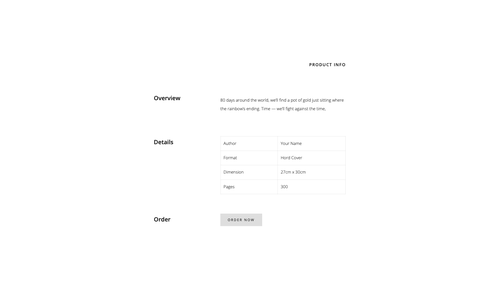 PRODUCT INFO
Overview
80 days around the world, we'll find a pot of gold just sitting where
the rainbow's ending. Time — we'll fight against the time,
Details
Author Your Name
Format Hord Cover
Dimension 27cm x 30cm
Pages 300
Order
ORDER NOW